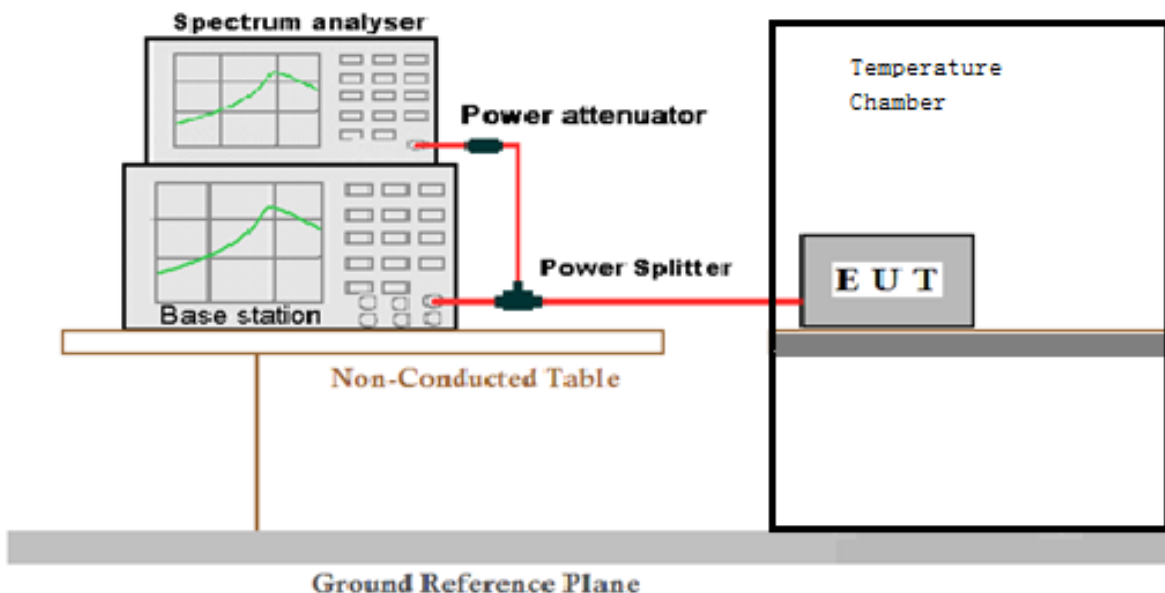 Spectrum analyser
Temperature
Chamber
Power attenuator
Power Splitter
E U T
Base station
Non-Conducted Table
Ground Reference Plane